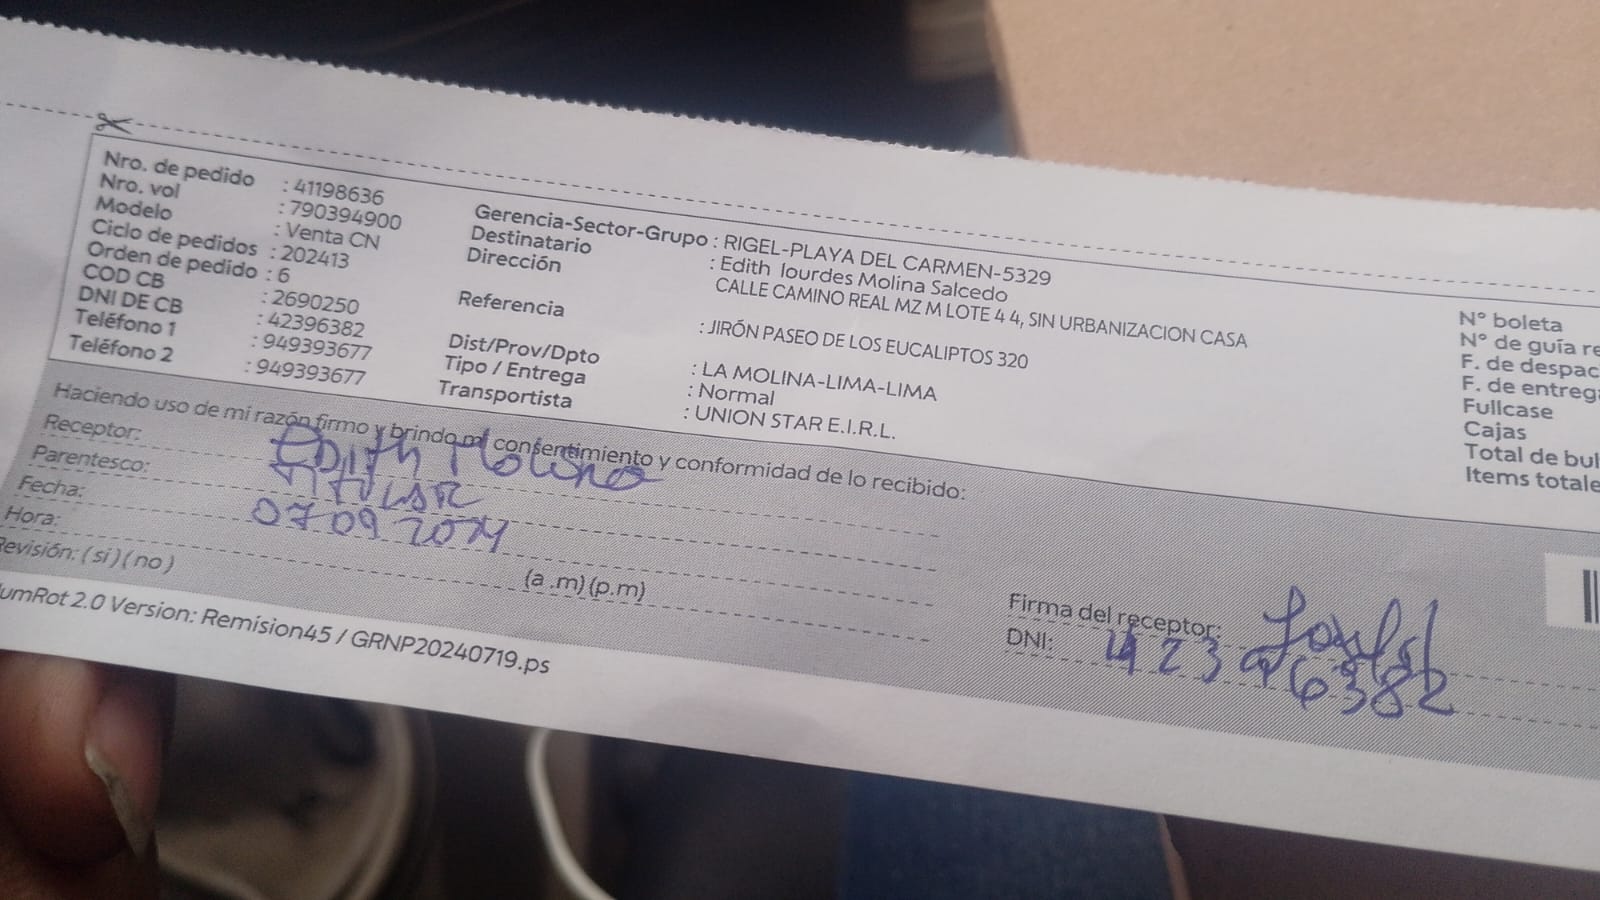 Nro. de pedido : 41198636
Nro. vol : 790394900
Modelo : Venta CN
Ciclo de pedidos : 202413
Orden de pedido : 6
COD CB : 2690250
DNI DE CB : 42396382
Teléfono 1 : 949393677
Teléfono 2 : 949393677
Gerencia-Sector-Grupo : RIGEL-PLAYA DEL CARMEN-5329
Destinatario : Edith lourdes Molina Salcedo
Dirección CALLE CAMINO REAL MZ M LOTE 4 4, SIN URBANIZACION CASA
Referencia : JIRÓN PASEO DE LOS EUCALIPTOS 320
Dist/Prov/Dpto : LA MOLINA-LIMA-LIMA
Tipo / Entrega : Normal
Transportista : UNION STAR E.I.R.L.
N° boleta
N° de guía re
F. de despac
F. de entreg
Fullcase
Cajas
Total de bul
Items totale
Haciendo uso de mi razón firmo y brindo mi consentimiento y conformidad de lo recibido:
Receptor: Edith Molina
Parentesco: Titular
Fecha: 07 09 2024
Hora: (a .m) (p.m)
Revisión: ( si ) ( no )
Firma del receptor:
DNI: 42396382
umRot 2.0 Version: Remision45 / GRNP20240719.ps